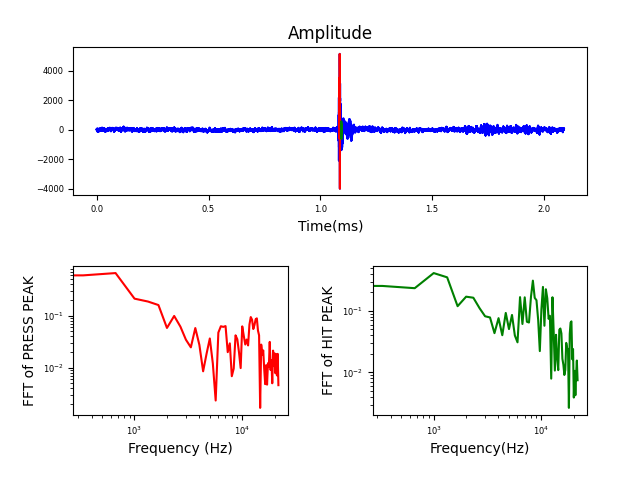 Amplitude
4000
2000
0
−2000
−4000
0.0 0.5 1.0 1.5 2.0
Time(ms)
FFT of PRESS PEAK
10⁻¹
10⁻²
10³ 10⁴
Frequency (Hz)
FFT of HIT PEAK
10⁻¹
10⁻²
10³ 10⁴
Frequency(Hz)